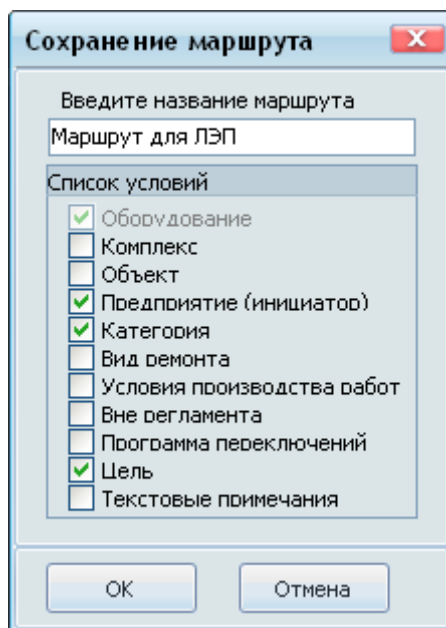 Сохранение маршрута
Введите название маршрута
Маршрут для ЛЭП
Список условий
Оборудование
Комплекс
Объект
Предприятие (инициатор)
Категория
Вид ремонта
Условия производства работ
Вне регламента
Программа переключений
Цель
Текстовые примечания
OK
Отмена